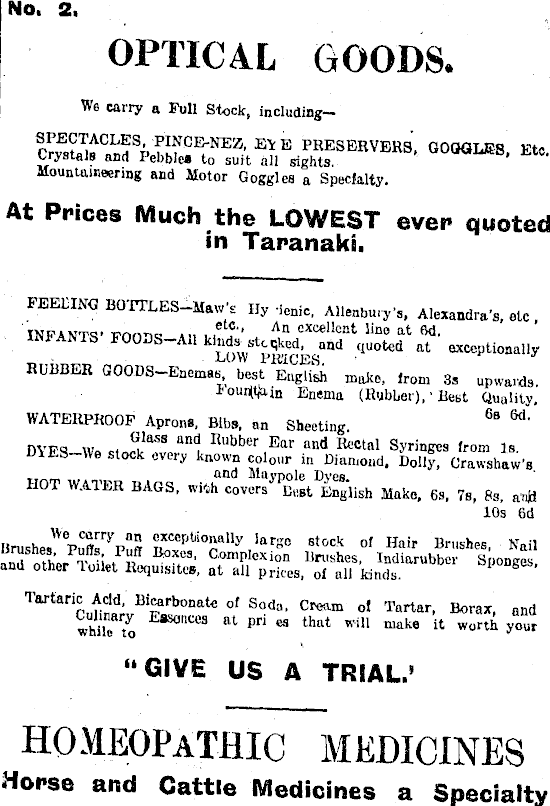 No. 2.
OPTICAL GOODS.
We carry a Full Stock, including—
SPECTACLES, PINCE-NEZ, EYE PRESERVERS, GOGGLES, Etc.
Crystals and Pebbles to suit all sights.
Mountaineering and Motor Goggles a Specialty.
At Prices Much the LOWEST ever quoted
in Taranaki.
FEEDING BOTTLES—Maw's Hy ienic, Allenbury's, Alexandra's, etc,
etc., An excellent line at 6d.
INFANTS' FOODS—All kinds stocked, and quoted at exceptionally
LOW PRICES.
RUBBER GOODS—Enemas, best English make, from 3s upwards.
Fountain Enema (Rubber), Best Quality,
6s 6d.
WATERPROOF Aprons, Bibs, an Sheeting.
Glass and Rubber Ear and Rectal Syringes from 1s.
DYES—We stock every known colour in Diamond, Dolly, Crawshaw's
and Maypole Dyes.
HOT WATER BAGS, with covers Best English Make, 6s, 7s, 8s, and
10s 6d
We carry an exceptionally large stock of Hair Brushes, Nail
Brushes, Puffs, Puff Boxes, Complexion Brushes, Indiarubber Sponges,
and other Toilet Requisites, at all prices, of all kinds.
Tartaric Acid, Bicarbonate of Soda, Cream of Tartar, Borax, and
Culinary Essences at pri es that will make it worth your
while to
"GIVE US A TRIAL.'
HOMEOPATHIC MEDICINES
Horse and Cattle Medicines a Specialty